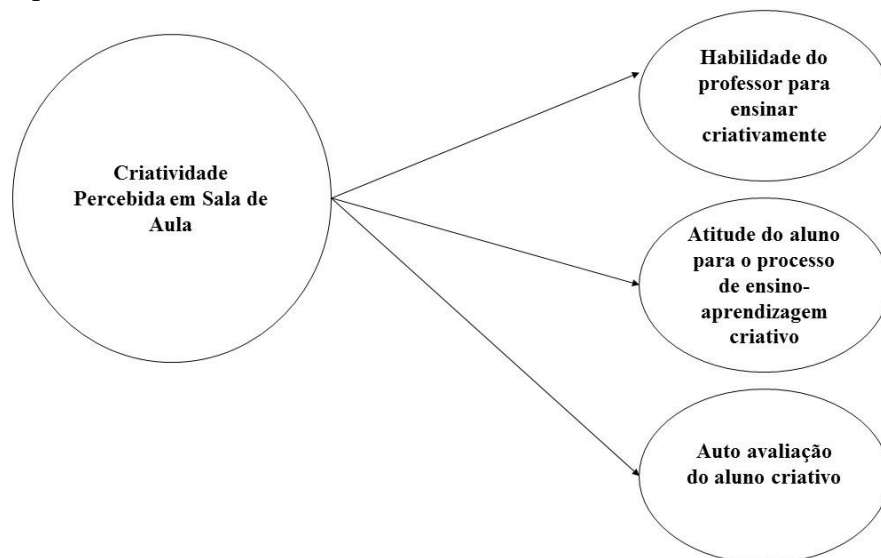 Criatividade
Percebida em Sala de
Aula
Habilidade do
professor para
ensinar
criativamente
Atitude do aluno
para o processo
de ensino-
aprendizagem
criativo
Auto avaliação
do aluno criativo